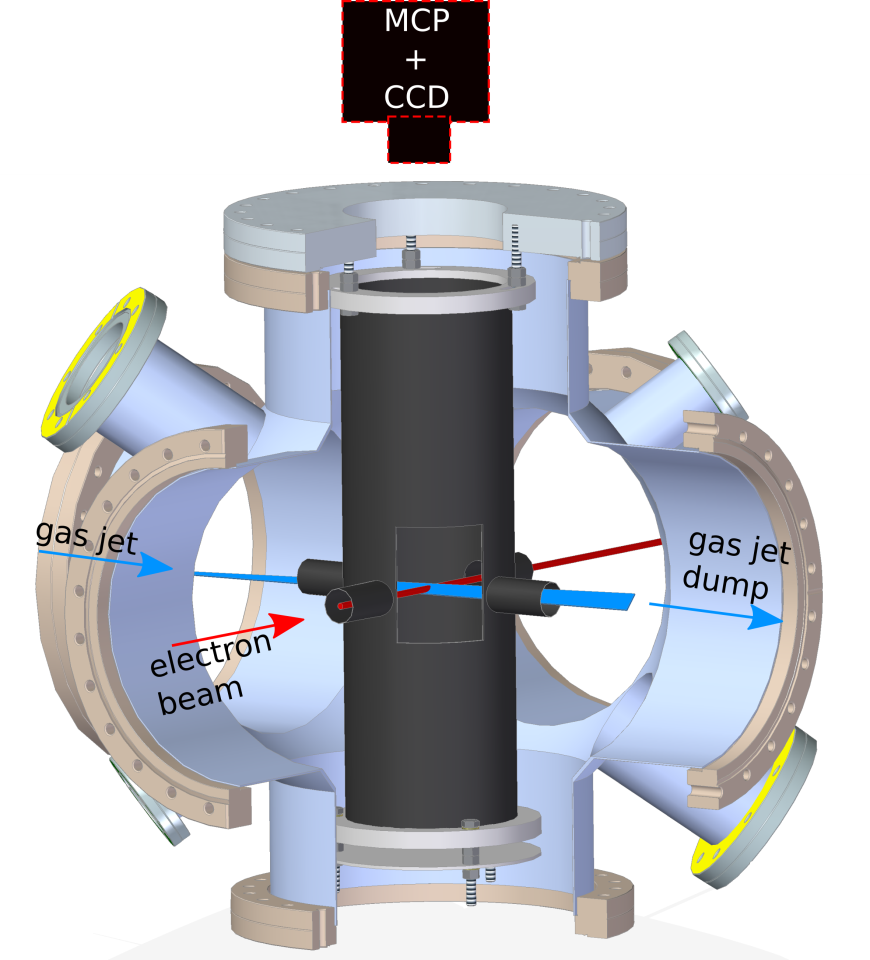 MCP
+
CCD
gas jet
gas jet
dump
electron
beam